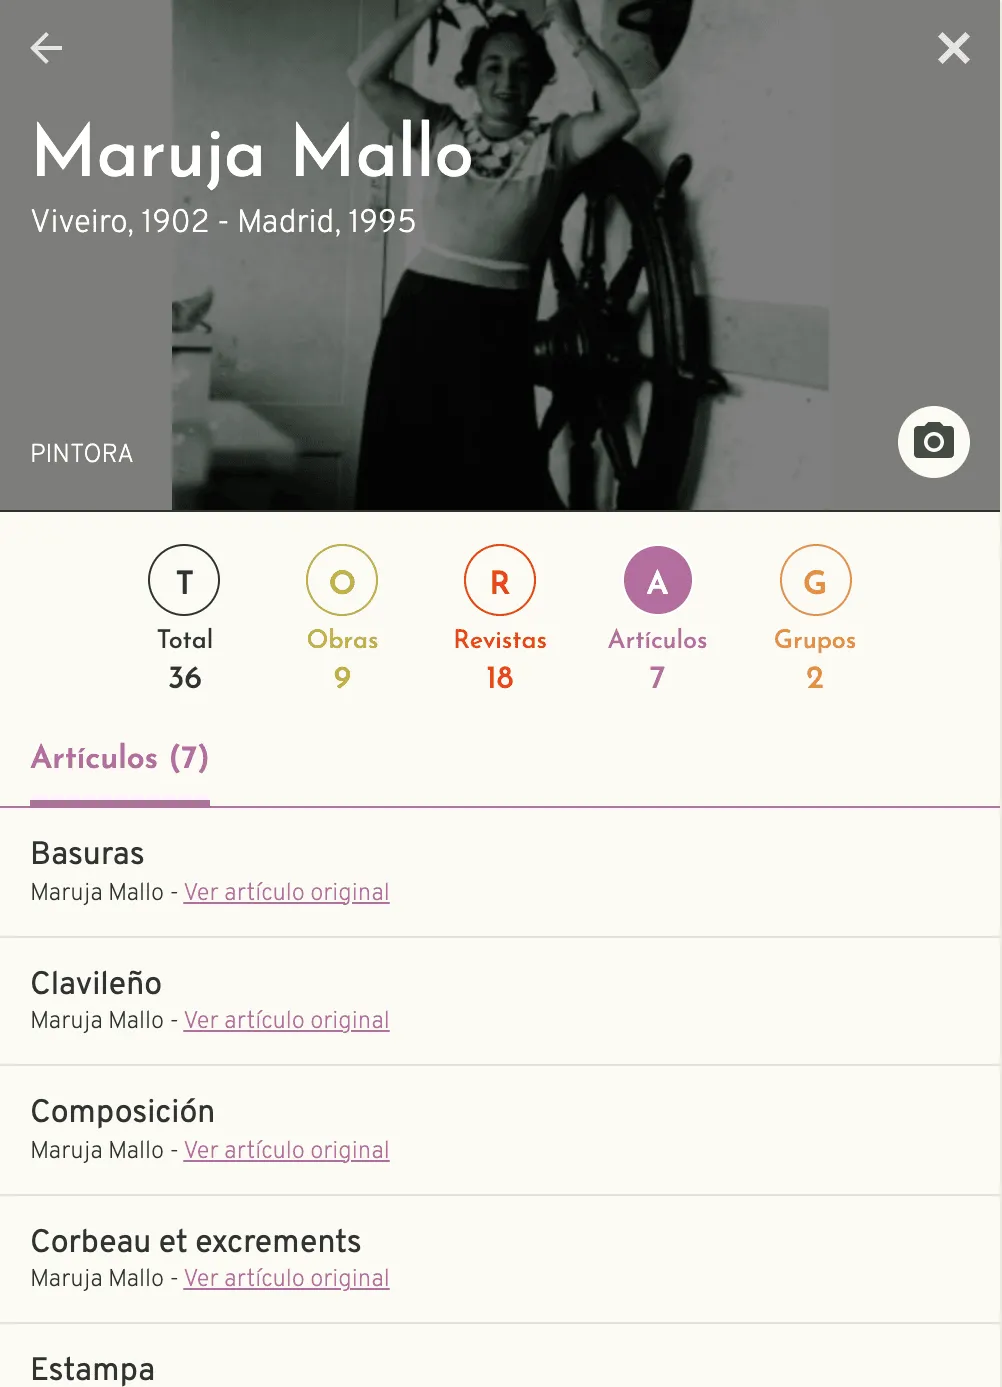 Maruja Mallo
Viveiro, 1902 - Madrid, 1995
PINTORA
T
O
R
A
G
Total
Obras
Revistas
Artículos
Grupos
36
9
18
7
2
Artículos (7)
Basuras
Maruja Mallo - Ver artículo original
Clavileño
Maruja Mallo - Ver artículo original
Composición
Maruja Mallo - Ver artículo original
Corbeau et excrements
Maruja Mallo - Ver artículo original
Estampa